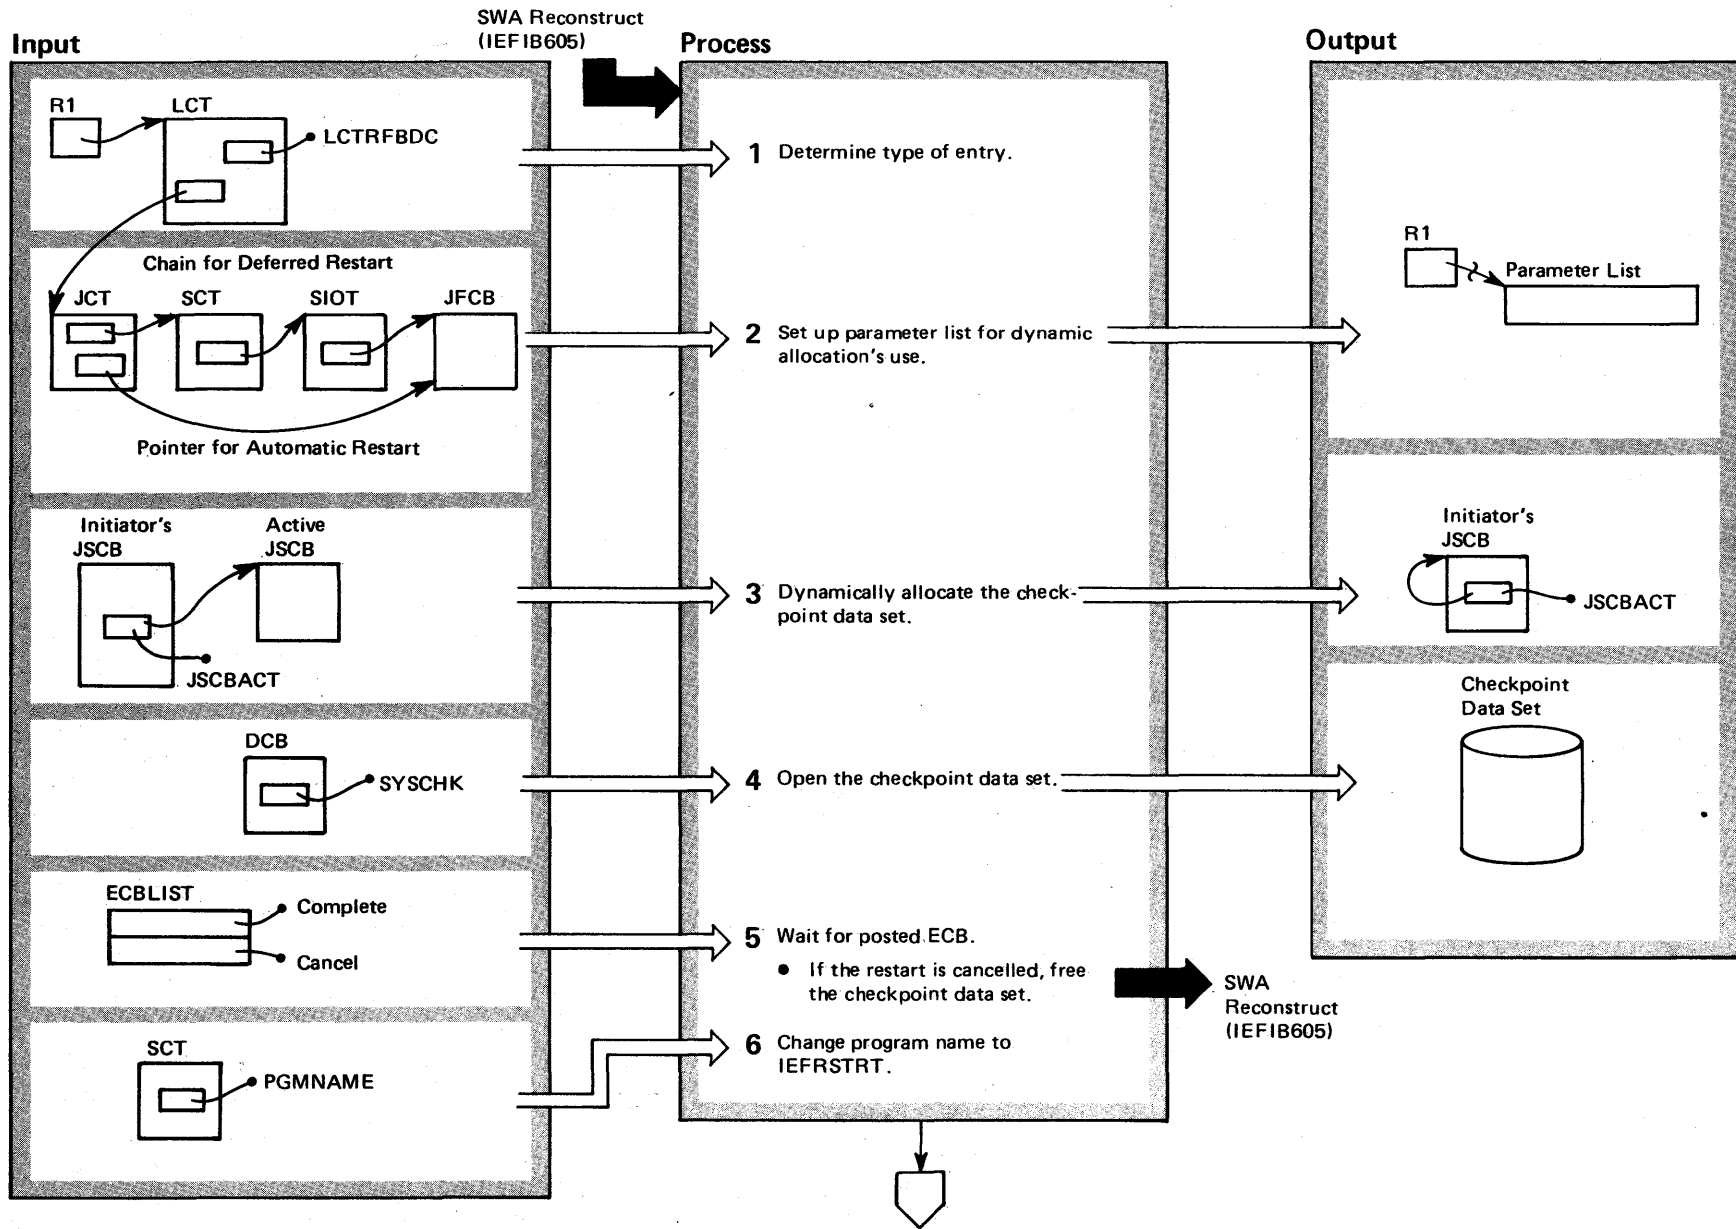 SWA Reconstruct
(IEFIB605)
Input
Process
Output
R1
LCT
LCTRFBDC
1 Determine type of entry.
Chain for Deferred Restart
JCT
SCT
SIOT
JFCB
Pointer for Automatic Restart
2 Set up parameter list for dynamic
allocation's use.
R1
Parameter List
Initiator's
JSCB
Active
JSCB
JSCBACT
3 Dynamically allocate the check-
point data set.
Initiator's
JSCB
JSCBACT
DCB
SYSCHK
4 Open the checkpoint data set.
Checkpoint
Data Set
ECBLIST
Complete
Cancel
5 Wait for posted ECB.
● If the restart is cancelled, free
the checkpoint data set.
SWA
Reconstruct
(IEFIB605)
SCT
PGMNAME
6 Change program name to
IEFRSTRT.